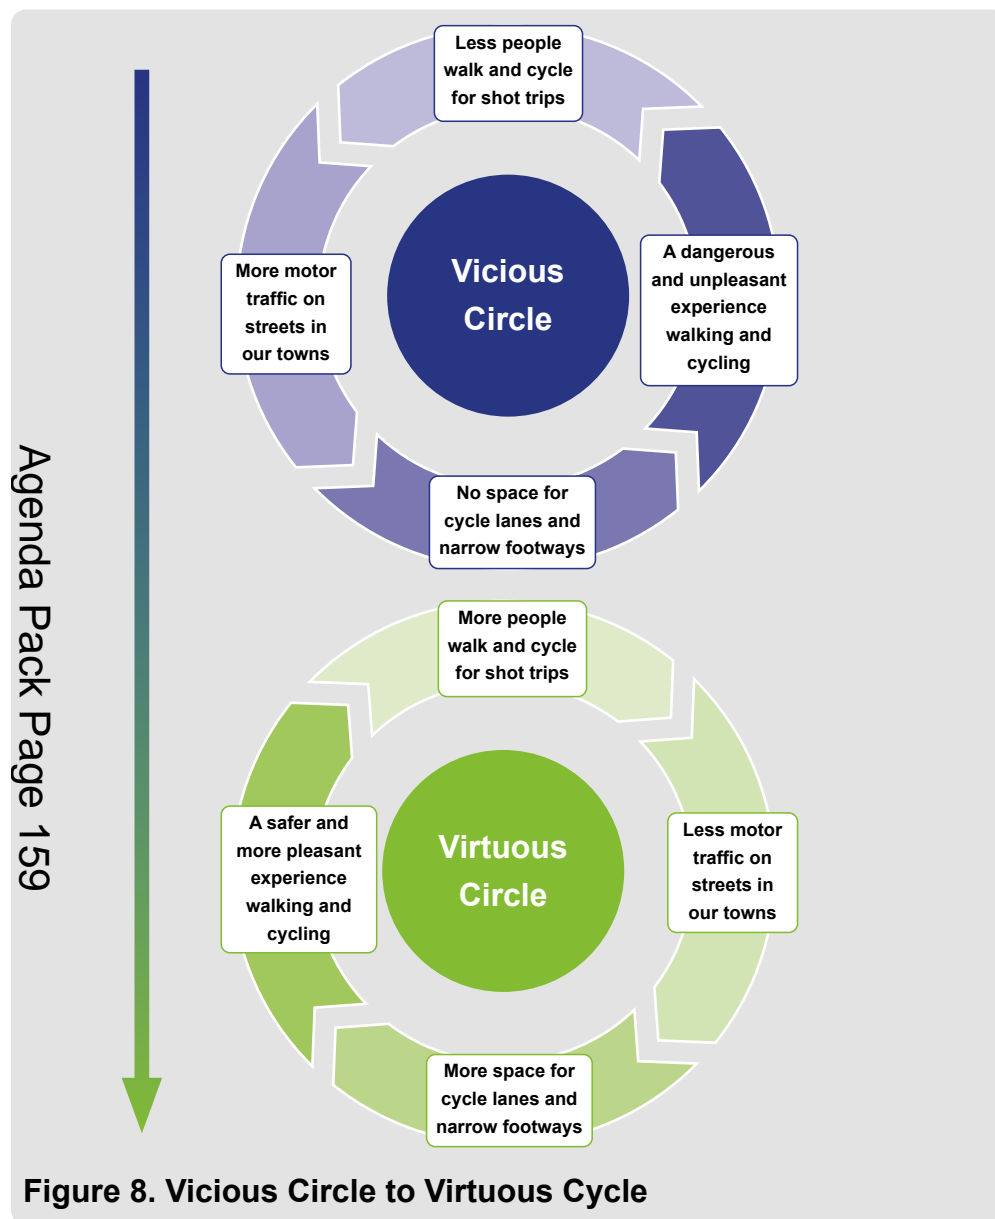 Less people
walk and cycle
for shot trips
Vicious
Circle
A dangerous
and unpleasant
experience
walking and
cycling
More motor
traffic on
streets in
our towns
No space for
cycle lanes and
narrow footways
Agenda Pack Page 159
More people
walk and cycle
for shot trips
Virtuous
Circle
Less motor
traffic on
streets in
our towns
A safer and
more pleasant
experience
walking and
cycling
More space for
cycle lanes and
narrow footways
Figure 8. Vicious Circle to Virtuous Cycle